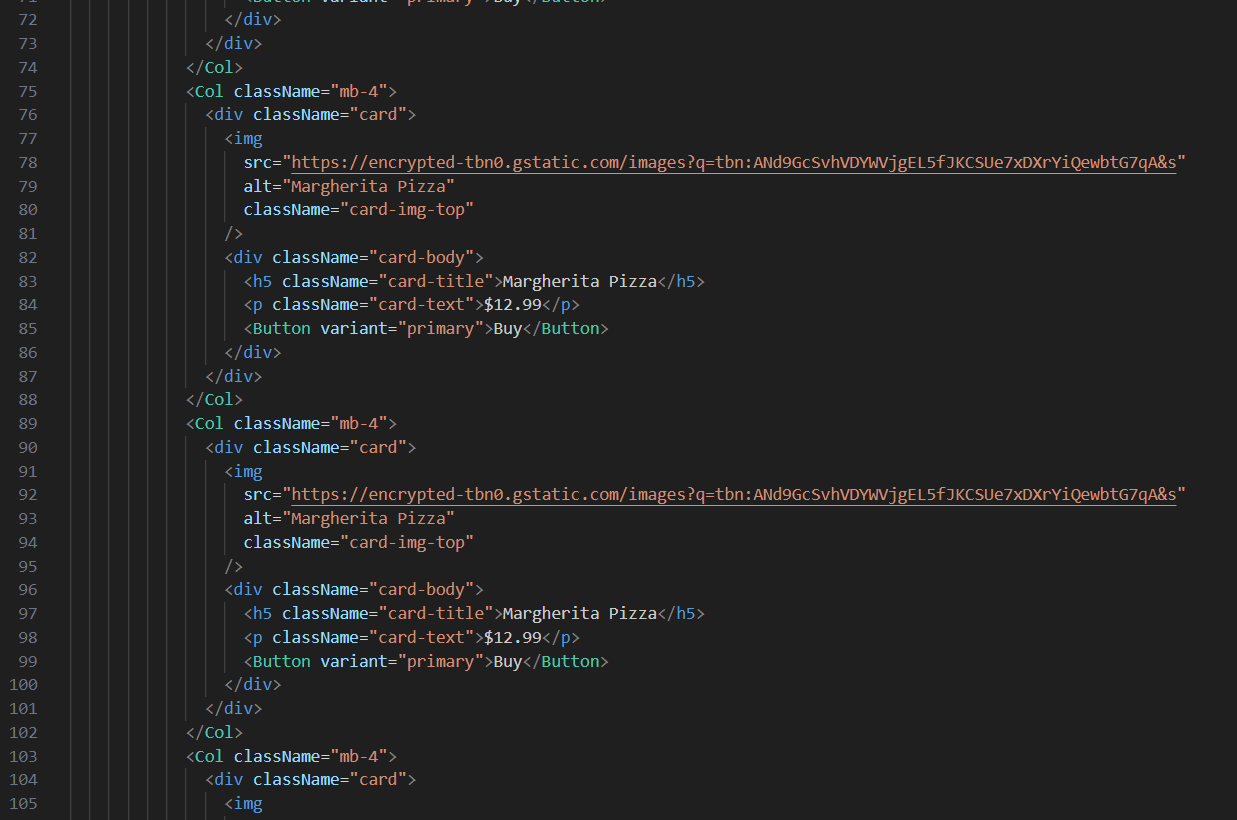 71 <Button variant="primary">Buy</Button>
72 </div>
73 </div>
74 </Col>
75 <Col className="mb-4">
76 <div className="card">
77 <img
78 src="https://encrypted-tbn0.gstatic.com/images?q=tbn:ANd9GcSvhVDYWVjgEL5fJKCSUe7xDXrYiQewbtG7qA&s"
79 alt="Margherita Pizza"
80 className="card-img-top"
81 />
82 <div className="card-body">
83 <h5 className="card-title">Margherita Pizza</h5>
84 <p className="card-text">$12.99</p>
85 <Button variant="primary">Buy</Button>
86 </div>
87 </div>
88 </Col>
89 <Col className="mb-4">
90 <div className="card">
91 <img
92 src="https://encrypted-tbn0.gstatic.com/images?q=tbn:ANd9GcSvhVDYWVjgEL5fJKCSUe7xDXrYiQewbtG7qA&s"
93 alt="Margherita Pizza"
94 className="card-img-top"
95 />
96 <div className="card-body">
97 <h5 className="card-title">Margherita Pizza</h5>
98 <p className="card-text">$12.99</p>
99 <Button variant="primary">Buy</Button>
100 </div>
101 </div>
102 </Col>
103 <Col className="mb-4">
104 <div className="card">
105 <img